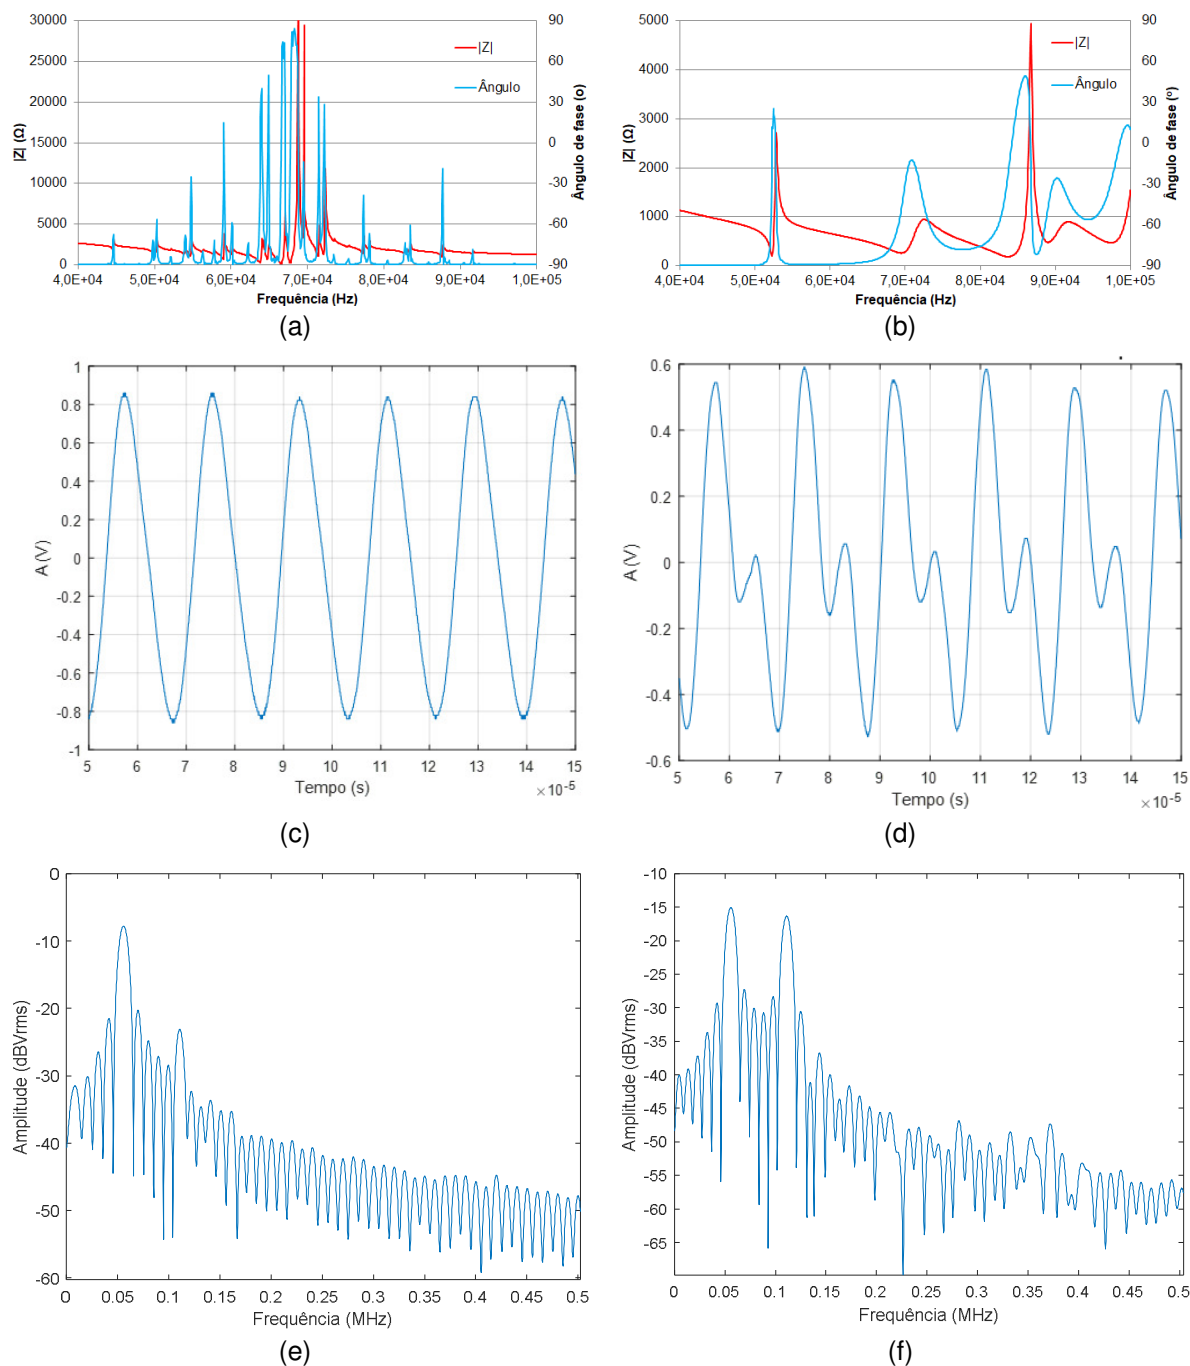 30000
25000
20000
15000
10000
5000
0
|Z| (Ω)
90
60
30
0
-30
-60
-90
Ângulo de fase (o)
|Z|
Ângulo
4,0E+04
5,0E+04
6,0E+04
7,0E+04
8,0E+04
9,0E+04
1,0E+05
Frequência (Hz)
(a)
5000
4000
3000
2000
1000
0
|Z| (Ω)
90
60
30
0
-30
-60
-90
Ângulo de fase (º)
|Z|
Ângulo
4,0E+04
5,0E+04
6,0E+04
7,0E+04
8,0E+04
9,0E+04
1,0E+05
Frequência (Hz)
(b)
1
0.8
0.6
0.4
0.2
0
-0.2
-0.4
-0.6
-0.8
-1
A (V)
5 6 7 8 9 10 11 12 13 14 15
Tempo (s)
×10⁻⁵
(c)
0.6
0.4
0.2
0
-0.2
-0.4
-0.6
A (V)
5 6 7 8 9 10 11 12 13 14 15
Tempo (s)
×10⁻⁵
(d)
0
-10
-20
-30
-40
-50
-60
Amplitude (dBVrms)
0 0.05 0.1 0.15 0.2 0.25 0.3 0.35 0.4 0.45 0.5
Frequência (MHz)
(e)
-10
-15
-20
-25
-30
-35
-40
-45
-50
-55
-60
-65
Amplitude (dBVrms)
0 0.05 0.1 0.15 0.2 0.25 0.3 0.35 0.4 0.45 0.5
Frequência (MHz)
(f)